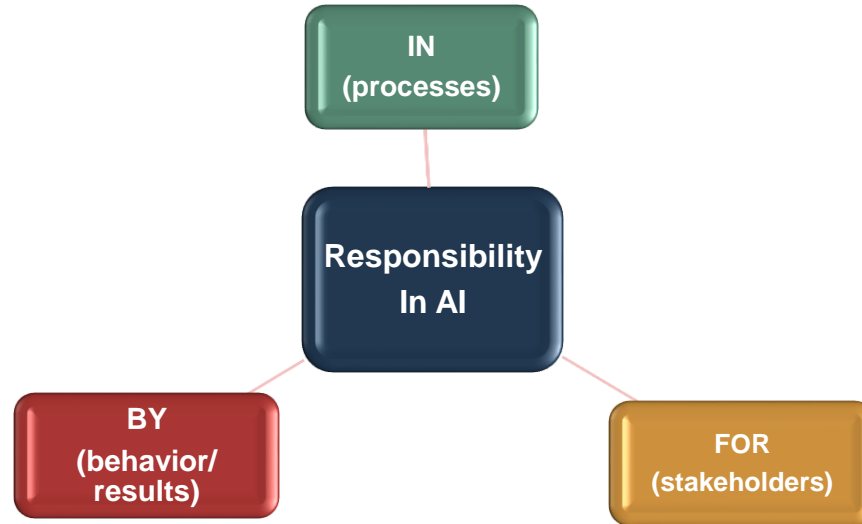 IN
(processes)
Responsibility
In AI
BY
(behavior/
results)
FOR
(stakeholders)